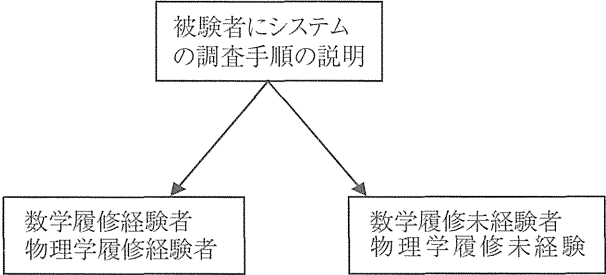 被験者にシステム
の調査手順の説明
数学履修経験者
物理学履修経験者
数学履修未経験者
物理学履修未経験